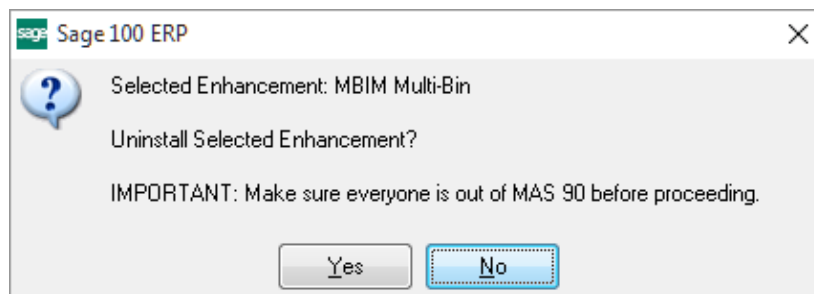 sage Sage 100 ERP
Selected Enhancement: MBIM Multi-Bin
Uninstall Selected Enhancement?
IMPORTANT: Make sure everyone is out of MAS 90 before proceeding.
Yes No